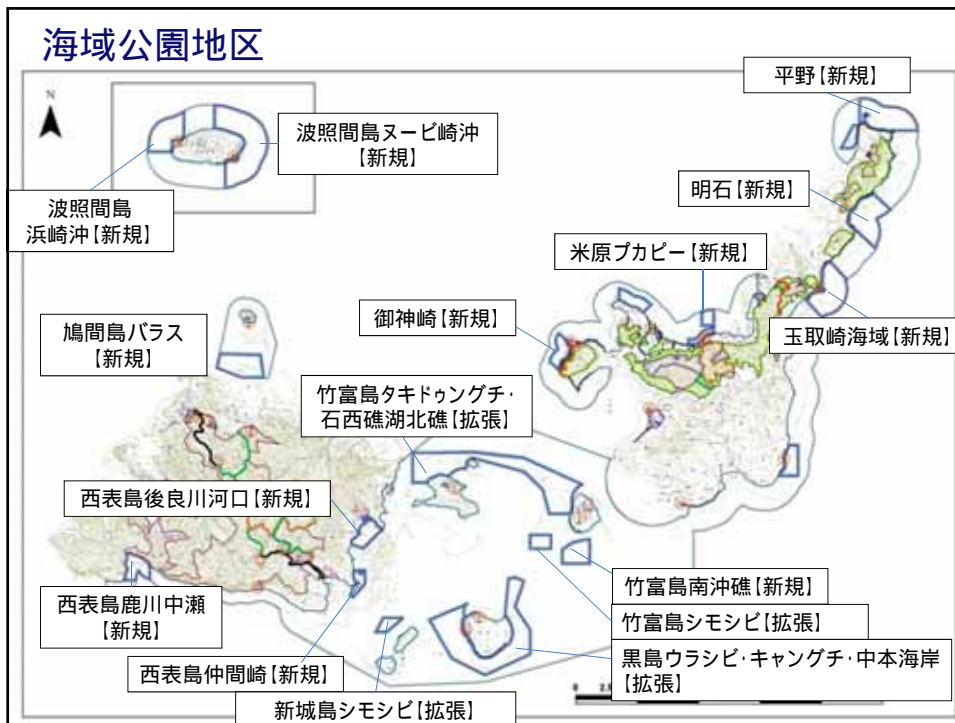 海域公園地区
平野【新規】
N
波照間島ヌービ崎沖
【新規】
明石【新規】
波照間島
浜崎沖【新規】
米原プカピー【新規】
御神崎【新規】
玉取崎海域【新規】
鳩間島バラス
【新規】
竹富島タキドゥングチ・
石西礁湖北礁【拡張】
西表島後良川河口【新規】
竹富島南沖礁【新規】
西表島鹿川中瀬
【新規】
竹富島シモシビ【拡張】
黒島ウラシビ・キャングチ・中本海岸
【拡張】
西表島仲間崎【新規】
新城島シモシビ【拡張】
0